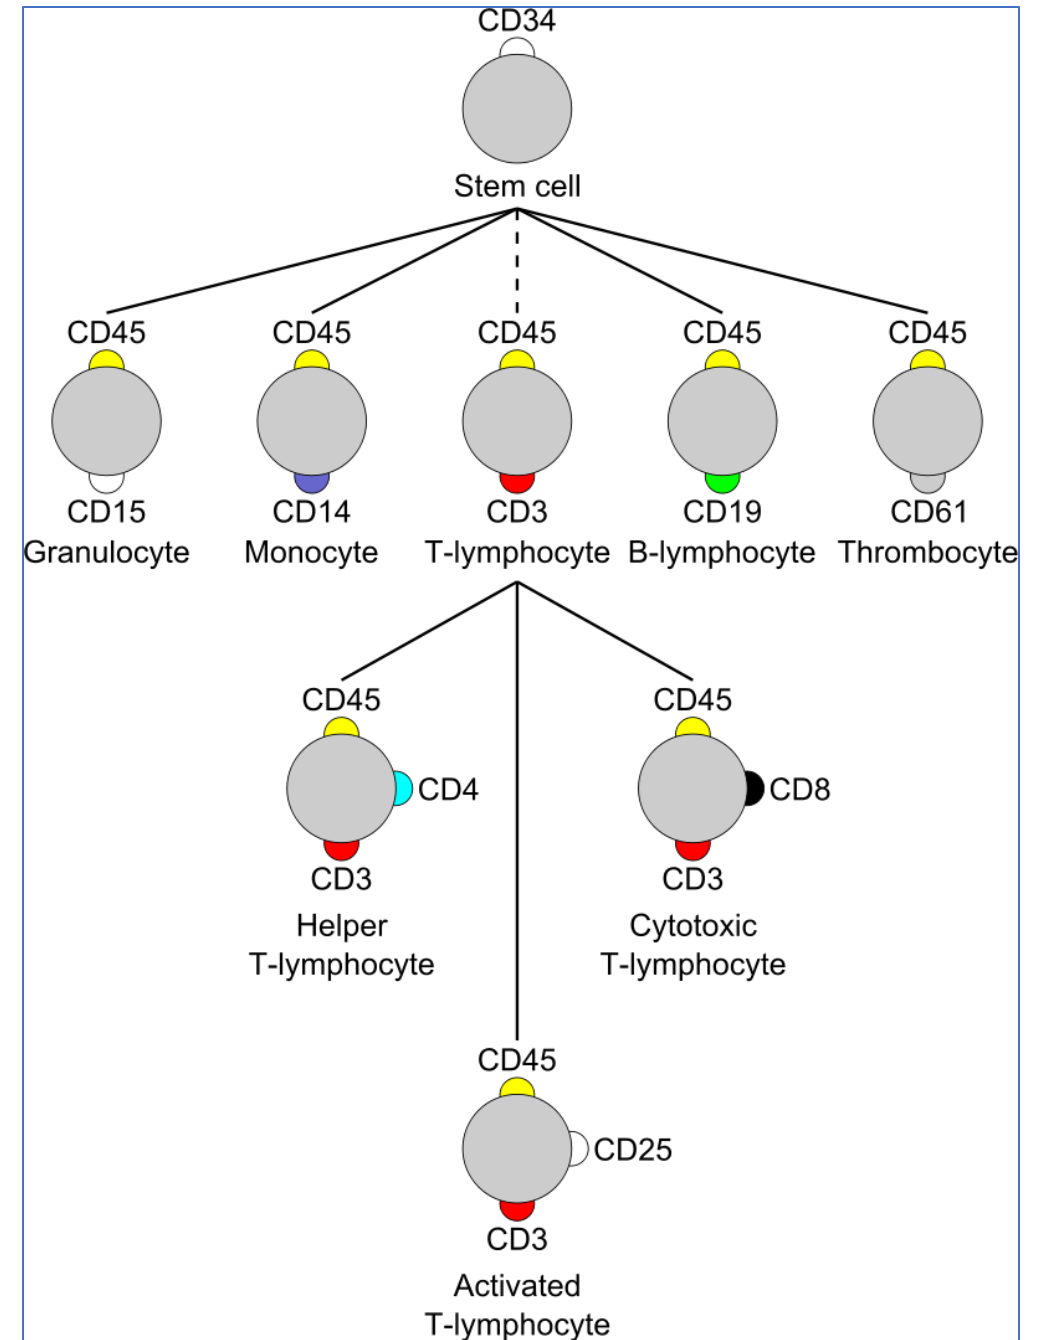 CD34
Stem cell
CD45 CD45 CD45 CD45 CD45
CD15 CD14 CD3 CD19 CD61
Granulocyte Monocyte T-lymphocyte B-lymphocyte Thrombocyte
CD45 CD45
CD4 CD8
CD3 CD3
Helper Cytotoxic
T-lymphocyte T-lymphocyte
CD45
CD25
CD3
Activated
T-lymphocyte